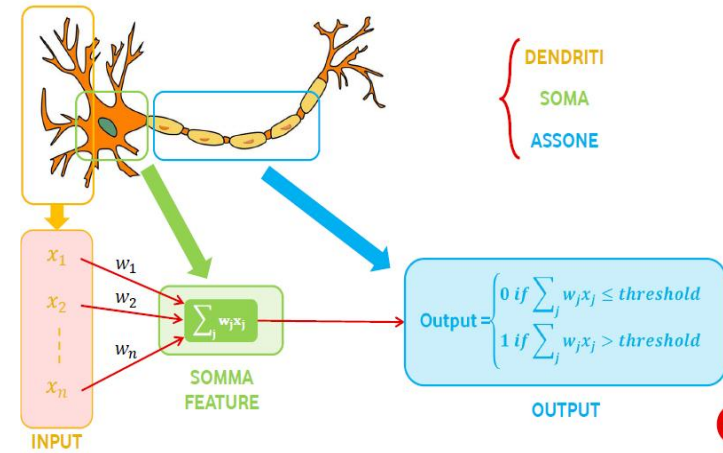 DENDRITI
SOMA
ASSONE
x₁
x₂
xₙ
w₁
w₂
wₙ
∑ⱼ wⱼxⱼ
SOMMA
FEATURE
INPUT
Output = { 0 if ∑ⱼ wⱼxⱼ ≤ threshold
1 if ∑ⱼ wⱼxⱼ > threshold
OUTPUT